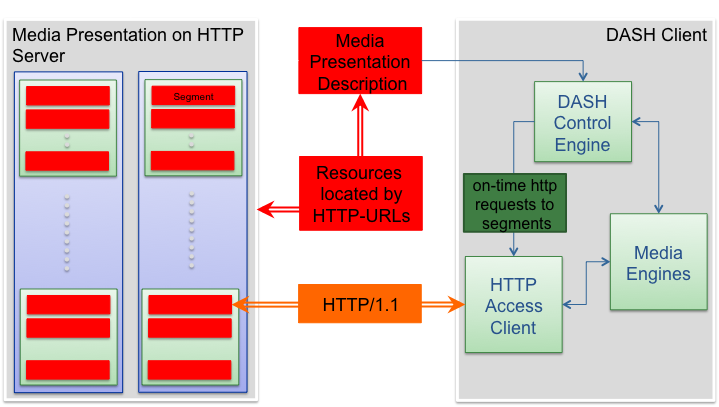 Media Presentation on HTTP
Server
Segment
Media
Presentation
Description
Resources
located by
HTTP-URLs
HTTP/1.1
DASH Client
DASH
Control
Engine
on-time http
requests to
segments
HTTP
Access
Client
Media
Engines